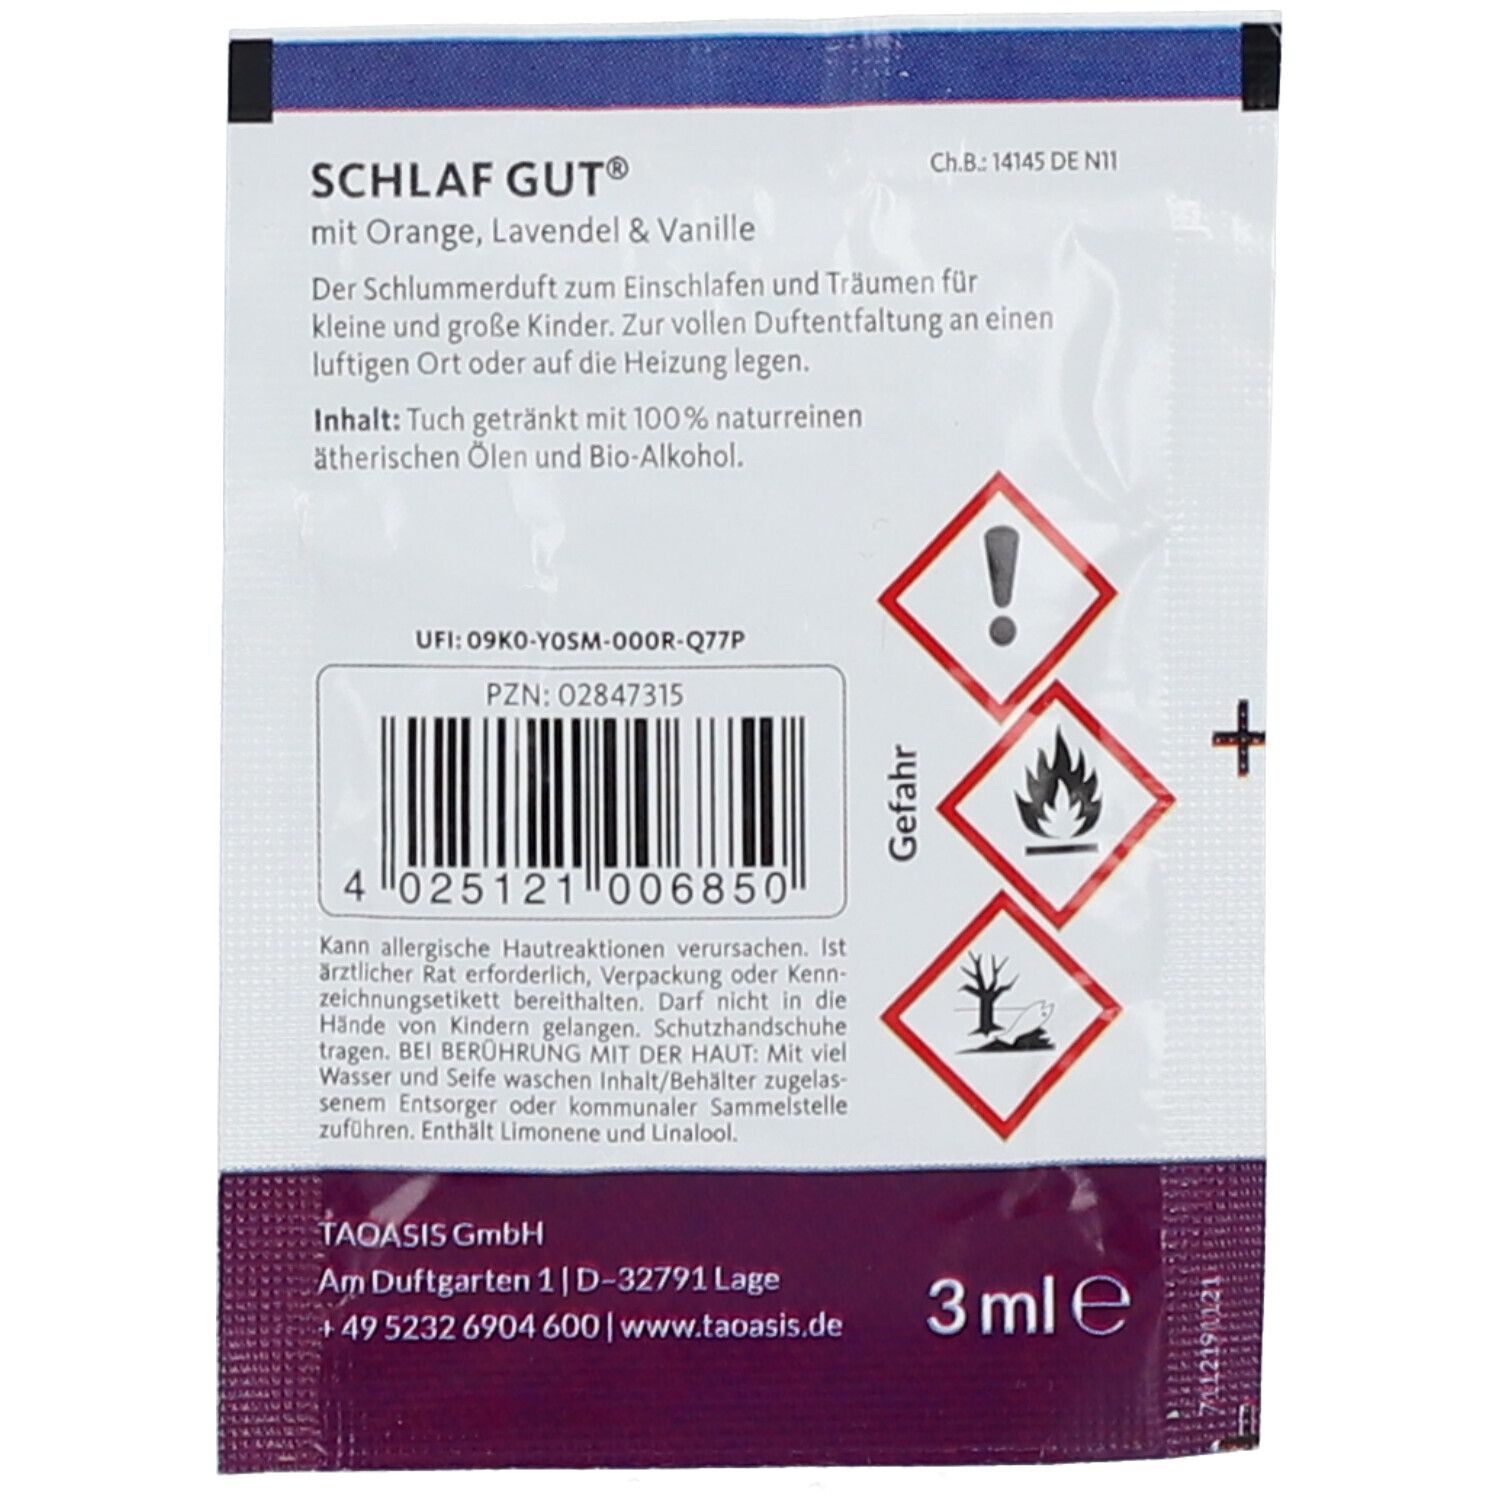 SCHLAF GUT®
Ch.B.: 14145 DE N11
mit Orange, Lavendel & Vanille
Der Schlummerduft zum Einschlafen und Träumen für
kleine und große Kinder. Zur vollen Duftentfaltung an einen
luftigen Ort oder auf die Heizung legen.
Inhalt: Tuch getränkt mit 100% naturreinen
ätherischen Ölen und Bio-Alkohol.
UFI: 09K0-Y0SM-000R-Q77P
PZN: 02847315
4 025121 006850
Gefahr
Kann allergische Hautreaktionen verursachen. Ist
ärztlicher Rat erforderlich, Verpackung oder Kenn-
zeichnungsetikett bereithalten. Darf nicht in die
Hände von Kindern gelangen. Schutzhandschuhe
tragen. BEI BERÜHRUNG MIT DER HAUT: Mit viel
Wasser und Seife waschen Inhalt/Behälter zugelas-
senem Entsorger oder kommunaler Sammelstelle
zuführen. Enthält Limonene und Linalool.
TAOASIS GmbH
Am Duftgarten 1 | D-32791 Lage
+ 49 5232 6904 600 | www.taoasis.de
3 ml ℮